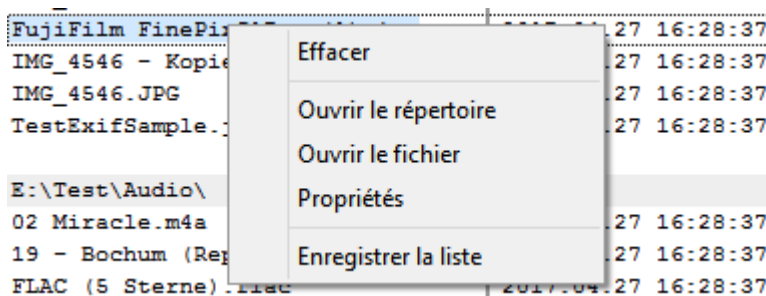 FujiFilm 27 16:28:37
IMG_4546 - Kopie .27 16:28:37
IMG_4546.JPG .27 16:28:37
TestExifSample. .27 16:28:37
Effacer
Ouvrir le répertoire
Ouvrir le fichier
Propriétés
Enregistrer la liste
E:\Test\Audio\
02 Miracle.m4a .27 16:28:37
19 - Bochum .27 16:28:37
FLAC (5 Sterne).flac 2017.04.27 16:28:37